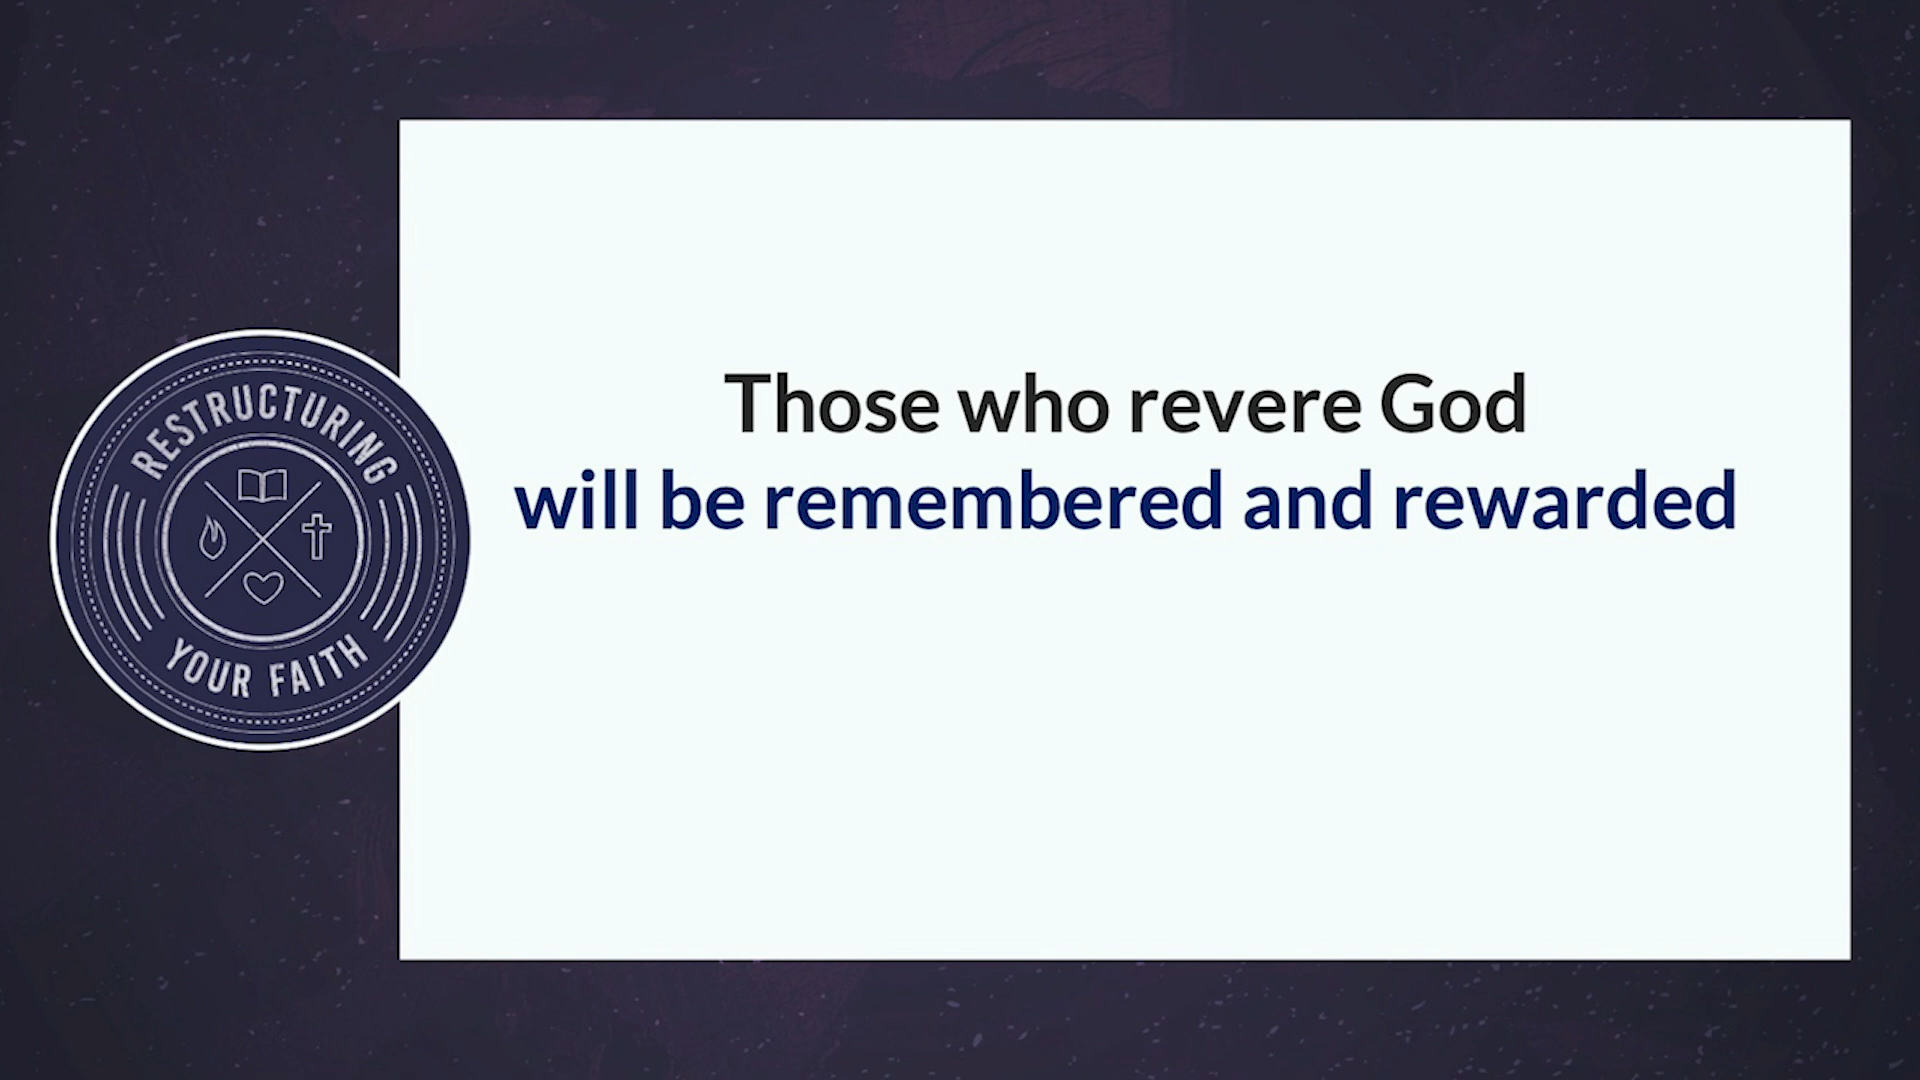 RESTRUCTURING
YOUR FAITH
Those who revere God
will be remembered and rewarded